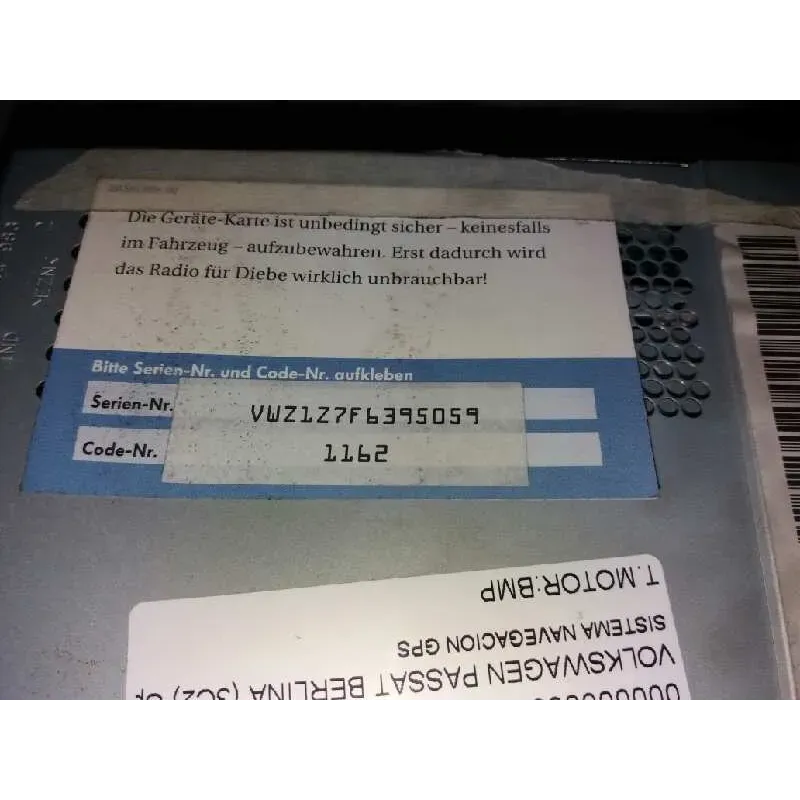 Die Geräte-Karte ist unbedingt sicher – keinesfalls
im Fahrzeug – aufzubewahren. Erst dadurch wird
das Radio für Diebe wirklich unbrauchbar!
Bitte Serien-Nr. und Code-Nr. aufkleben
Serien-Nr. VWZ1Z7F6395059
Code-Nr. 1162
T.MOTOR:BMP
SISTEMA NAVEGACION GPS
VOLKSWAGEN PASSAT BERLINA (3C2)